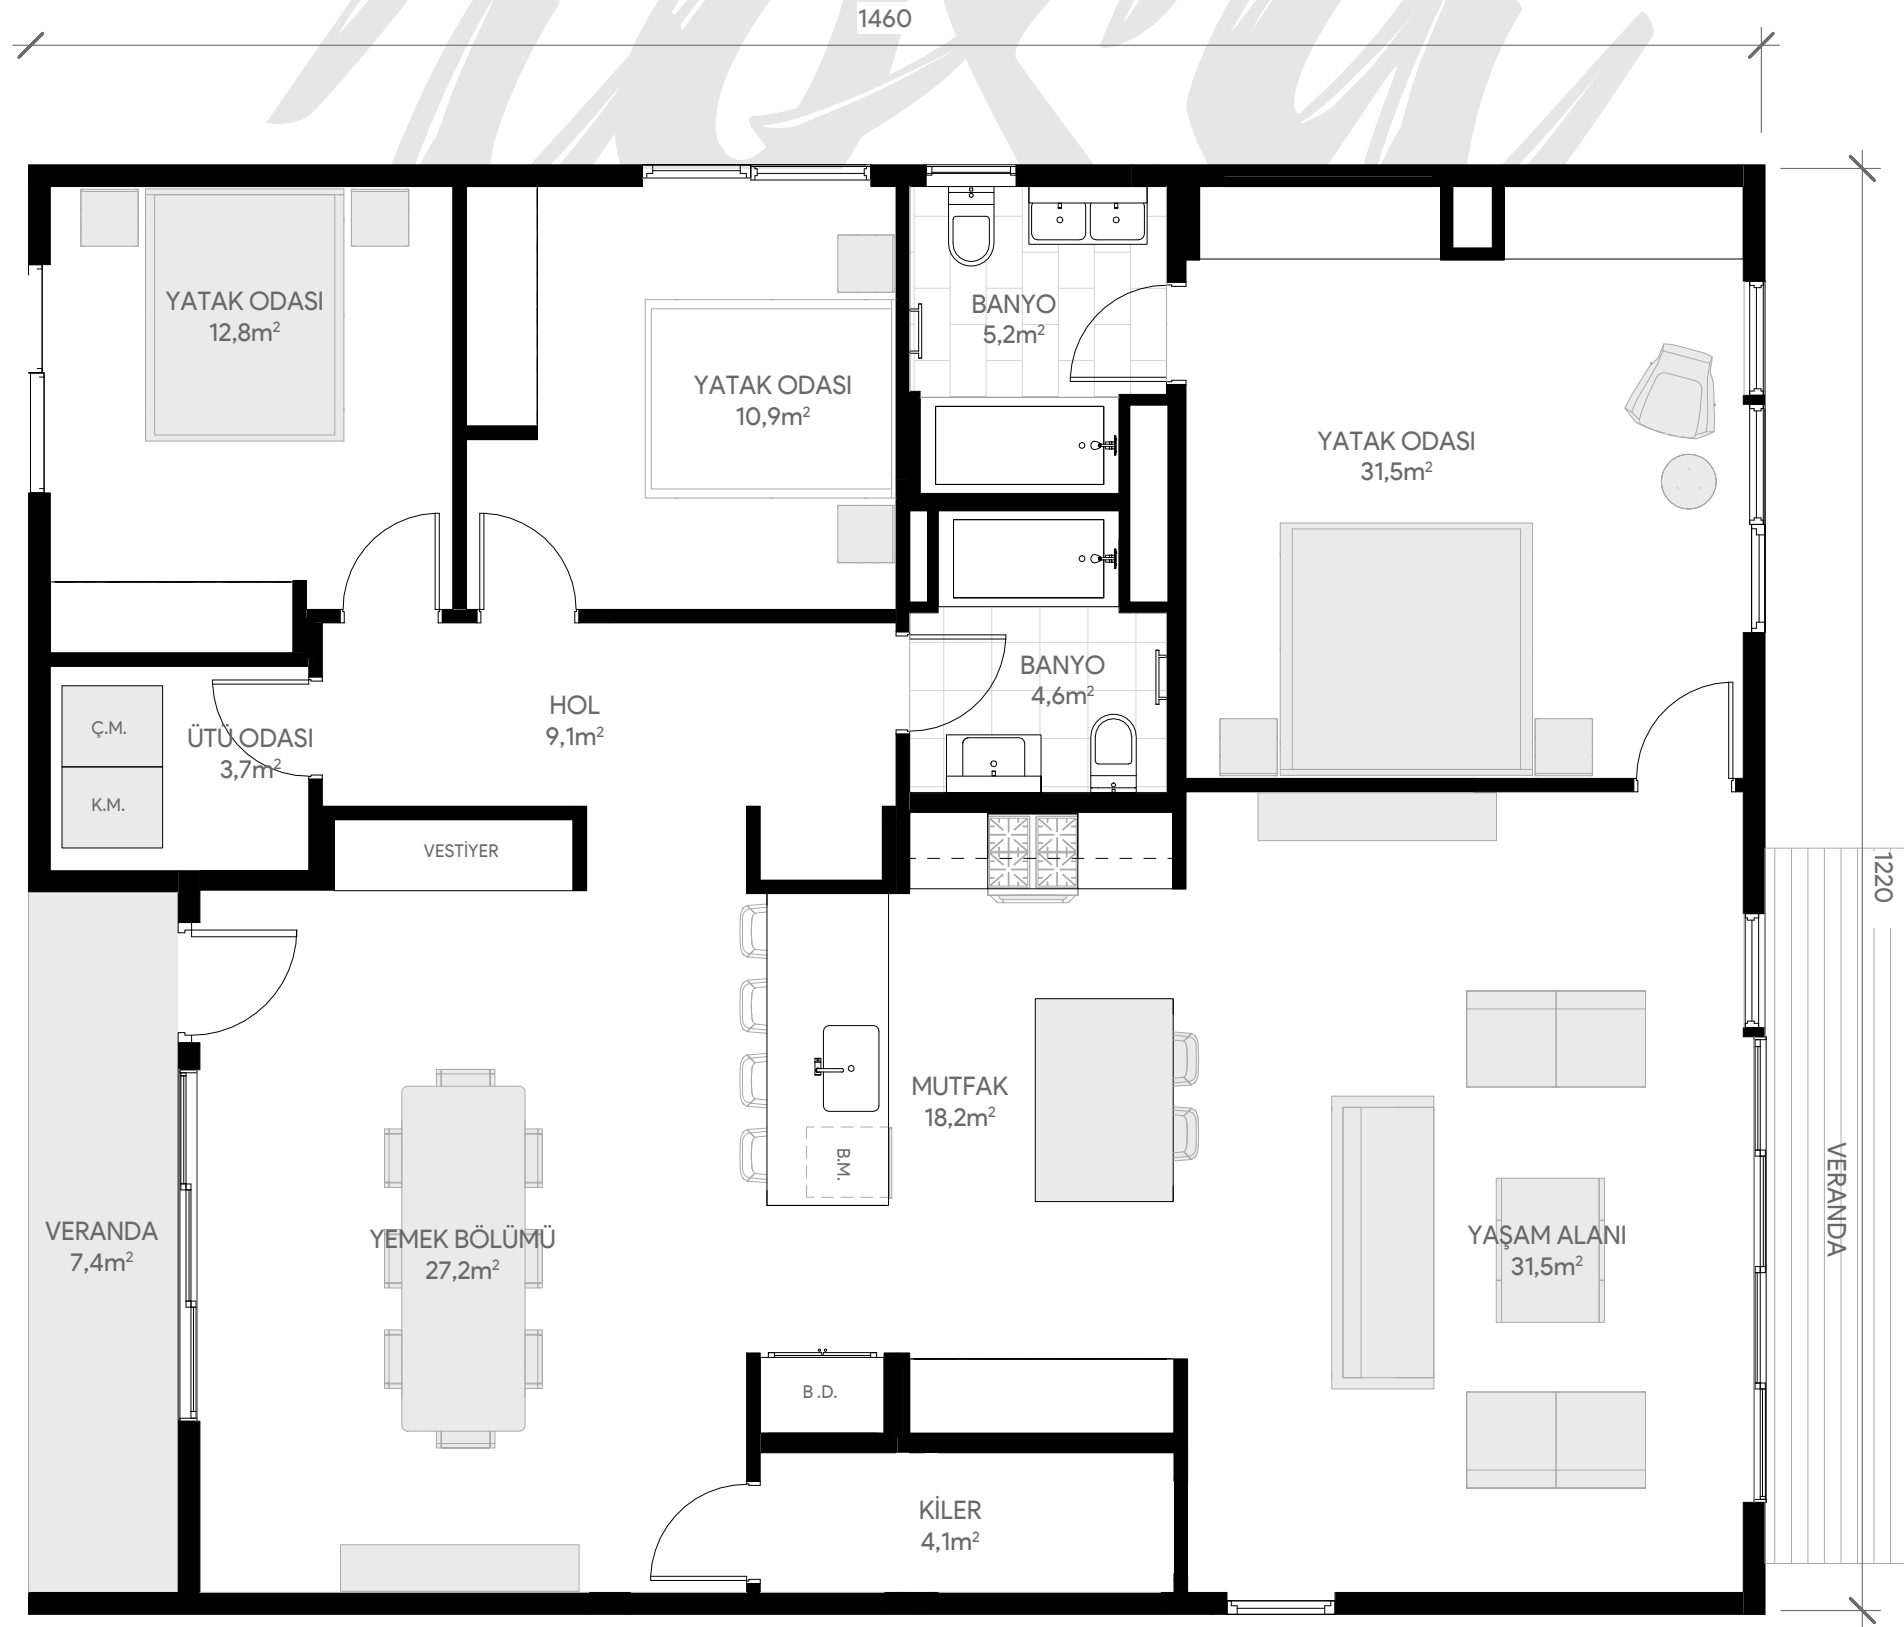 1460
YATAK ODASI
12,8m²
YATAK ODASI
10,9m²
BANYO
5,2m²
YATAK ODASI
31,5m²
BANYO
4,6m²
HOL
9,1m²
Ç.M.
K.M.
ÜTÜ ODASI
3,7m²
VESTİYER
1220
MUTFAK
18,2m²
B.M.
VERANDA
7,4m²
YEMEK BÖLÜMÜ
27,2m²
YAŞAM ALANI
31,5m²
VERANDA
B .D.
KİLER
4,1m²